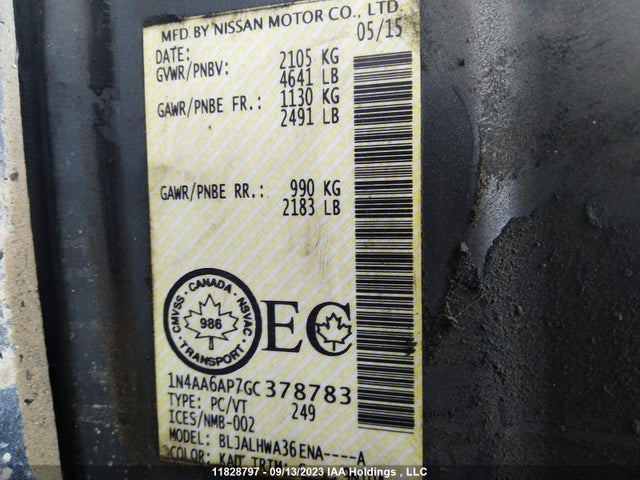 MFD BY NISSAN MOTOR CO., LTD.
DATE: 05/15
GVWR/PNBV: 2105 KG
4641 LB
GAWR/PNBE FR.: 1130 KG
2491 LB
GAWR/PNBE RR.: 990 KG
2183 LB
CMVSS · CANADA · NSVAC
986
· TRANSPORT ·
EC
1N4AA6AP7GC378783
TYPE: PC/VT 249
ICES/NMB-002
MODEL: BLJALHWA36ENA----A
COLOR: KAIT TRIM:
11828797 - 09/13/2023 IAA Holdings , LLC